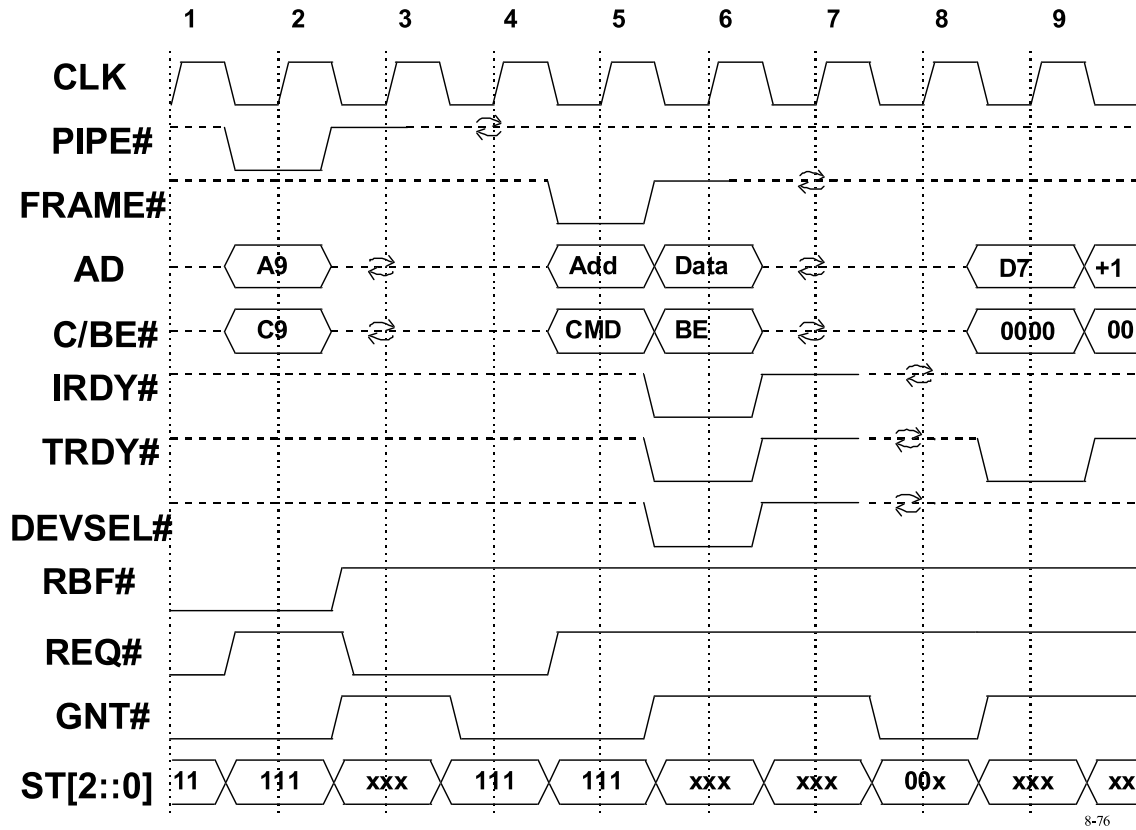 1 2 3 4 5 6 7 8 9
CLK
PIPE#
FRAME#
AD A9 Add Data D7 +1
C/BE# C9 CMD BE 0000 00
IRDY#
TRDY#
DEVSEL#
RBF#
REQ#
GNT#
ST[2::0] 11 111 xxx 111 111 xxx xxx 00x xxx xx
8-76